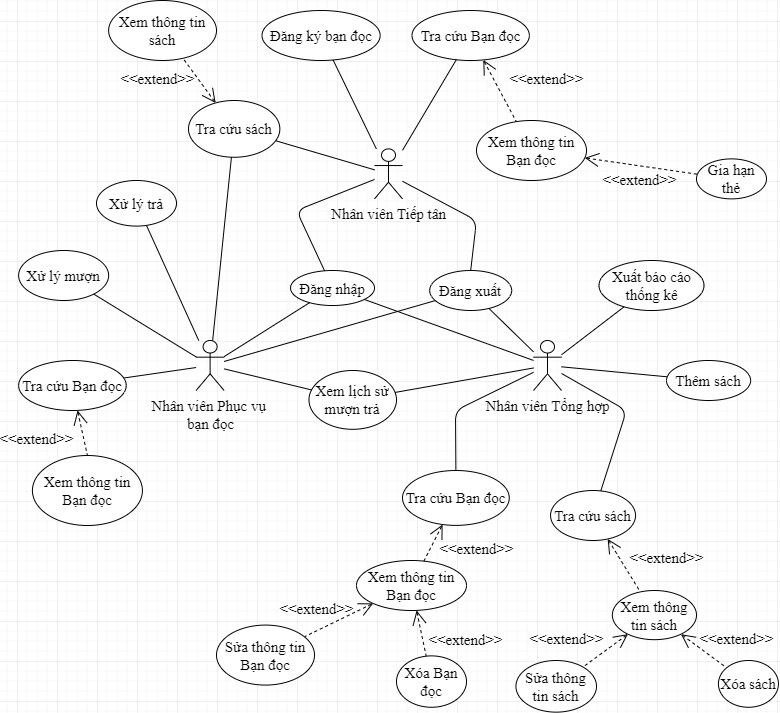 Xem thông tin
sách
Đăng ký bạn đọc
Tra cứu Bạn đọc
<<extend>>
<<extend>>
Tra cứu sách
Xem thông tin
Bạn đọc
Gia hạn
thẻ
<<extend>>
Xử lý trả
Nhân viên Tiếp tân
Xử lý mượn
Đăng nhập
Đăng xuất
Xuất báo cáo
thống kê
Tra cứu Bạn đọc
Xem lịch sử
mượn trả
Thêm sách
Nhân viên Phục vụ
bạn đọc
Nhân viên Tổng hợp
<<extend>>
Xem thông tin
Bạn đọc
Tra cứu Bạn đọc
Tra cứu sách
<<extend>>
<<extend>>
Xem thông tin
Bạn đọc
Xem thông
tin sách
<<extend>>
<<extend>>
<<extend>>
<<extend>>
Sửa thông tin
Bạn đọc
Xóa Bạn
đọc
Sửa thông
tin sách
Xóa sách